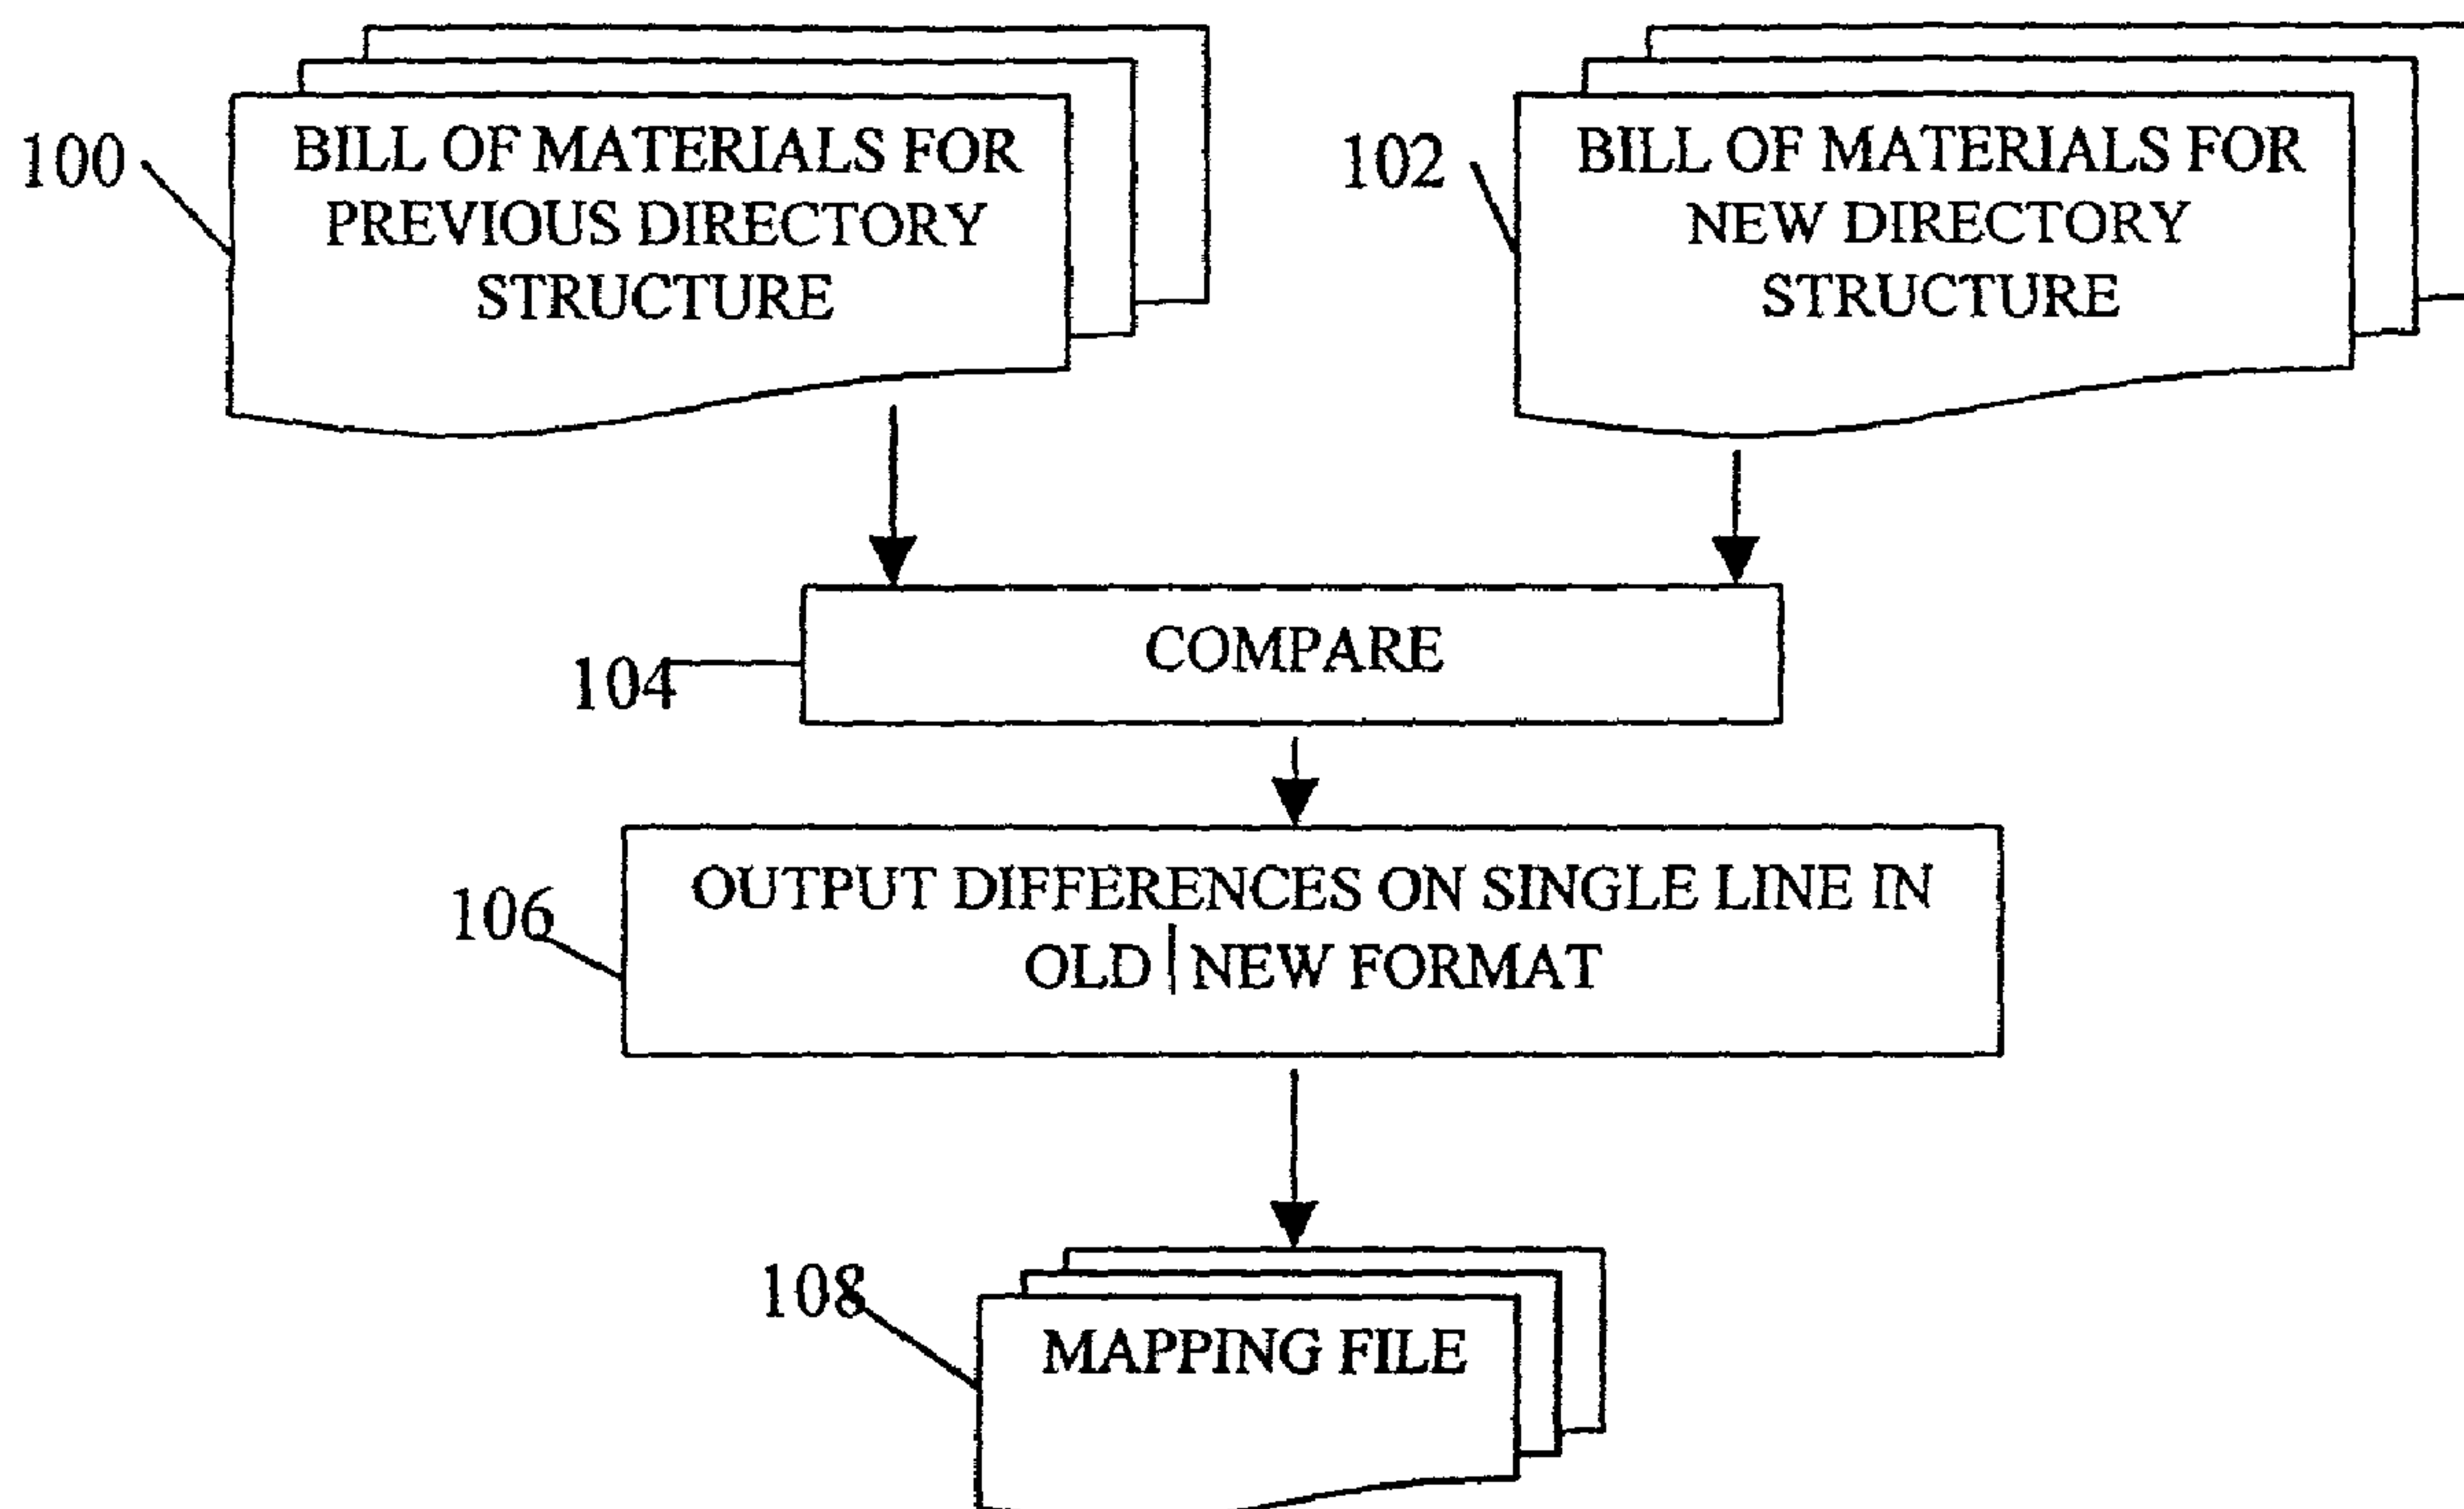 100
BILL OF MATERIALS FOR
PREVIOUS DIRECTORY
STRUCTURE
102
BILL OF MATERIALS FOR
NEW DIRECTORY
STRUCTURE
104
COMPARE
106
OUTPUT DIFFERENCES ON SINGLE LINE IN
OLD | NEW FORMAT
108
MAPPING FILE